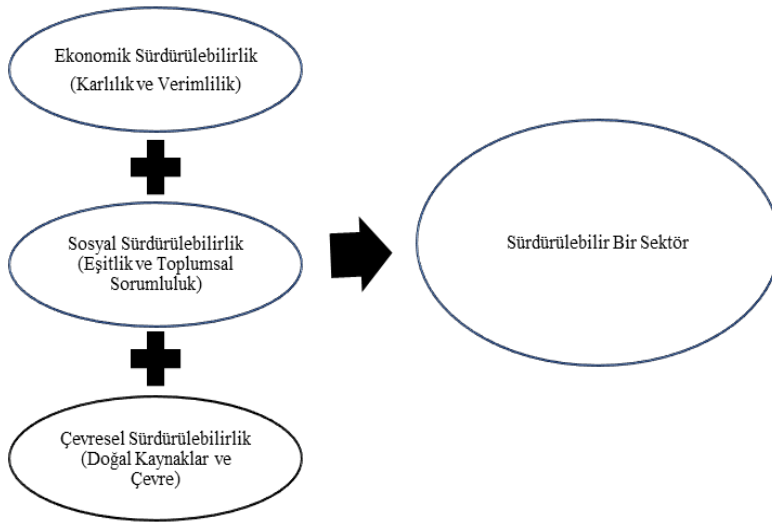 Ekonomik Sürdürülebilirlik
(Karlılık ve Verimlilik)
Sosyal Sürdürülebilirlik
(Eşitlik ve Toplumsal
Sorumluluk)
Sürdürülebilir Bir Sektör
Çevresel Sürdürülebilirlik
(Doğal Kaynaklar ve
Çevre)